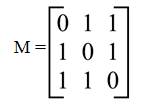 M = [0 1 1
1 0 1
1 1 0]